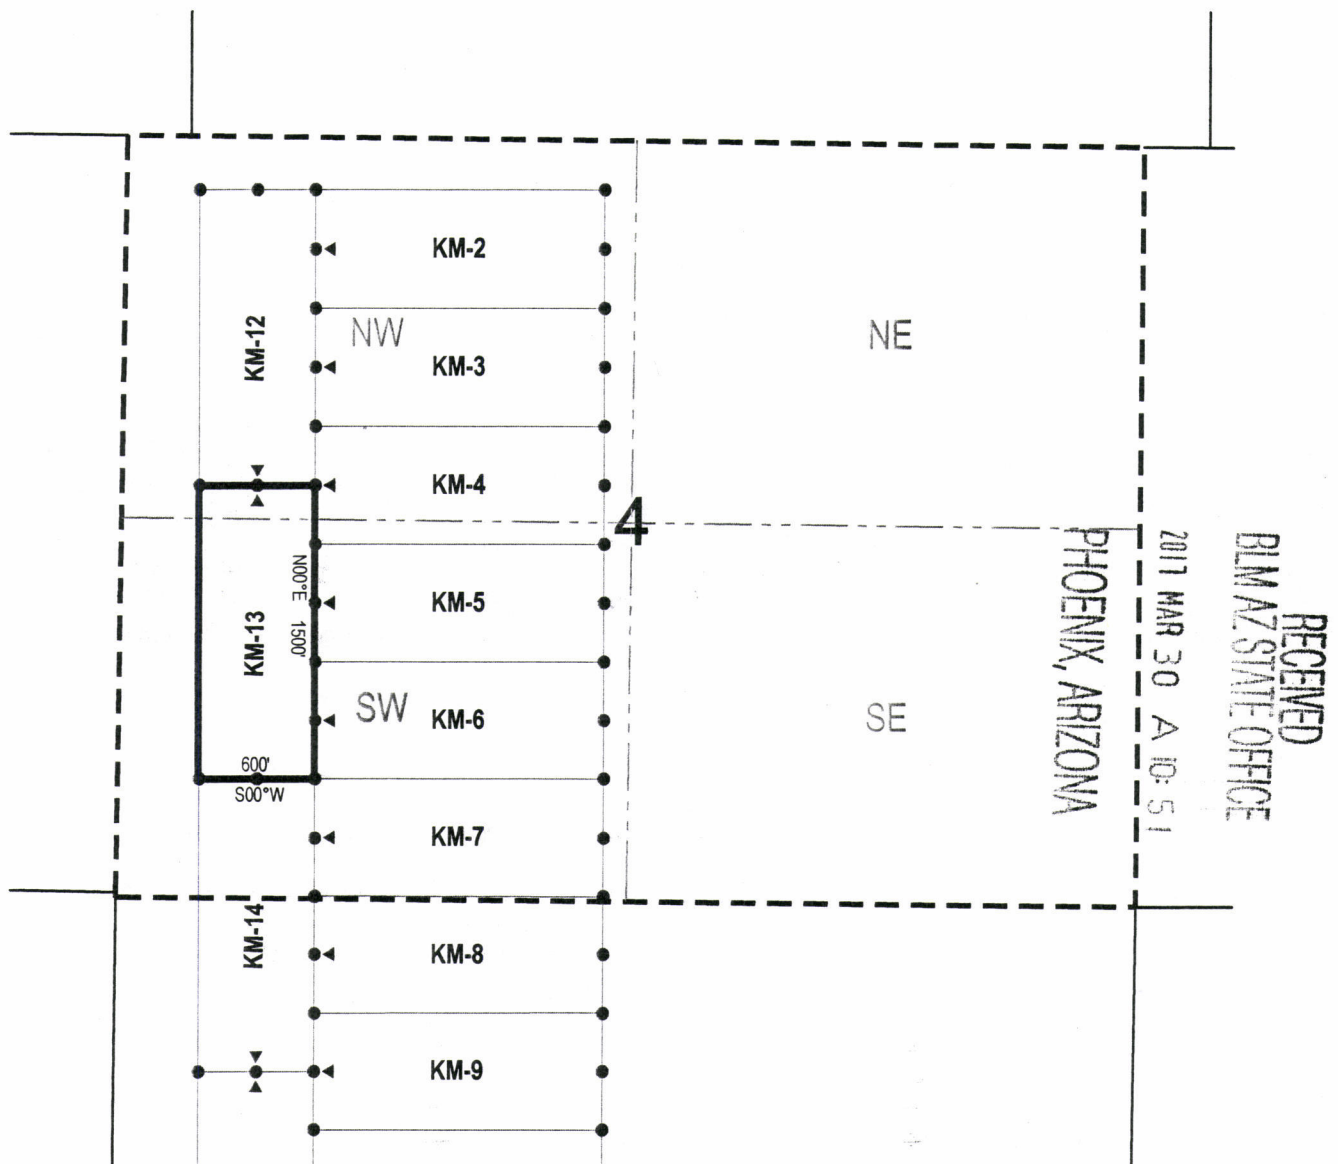 KM-2
KM-12
NW
NE
KM-3
KM-4
4
N00°E 1500'
KM-5
KM-13
SW
KM-6
SE
600'
S00°W
KM-7
KM-14
KM-8
KM-9
RECEIVED
BLM AZ STATE OFFICE
2017 MAR 30 A 10: 51
PHOENIX, ARIZONA